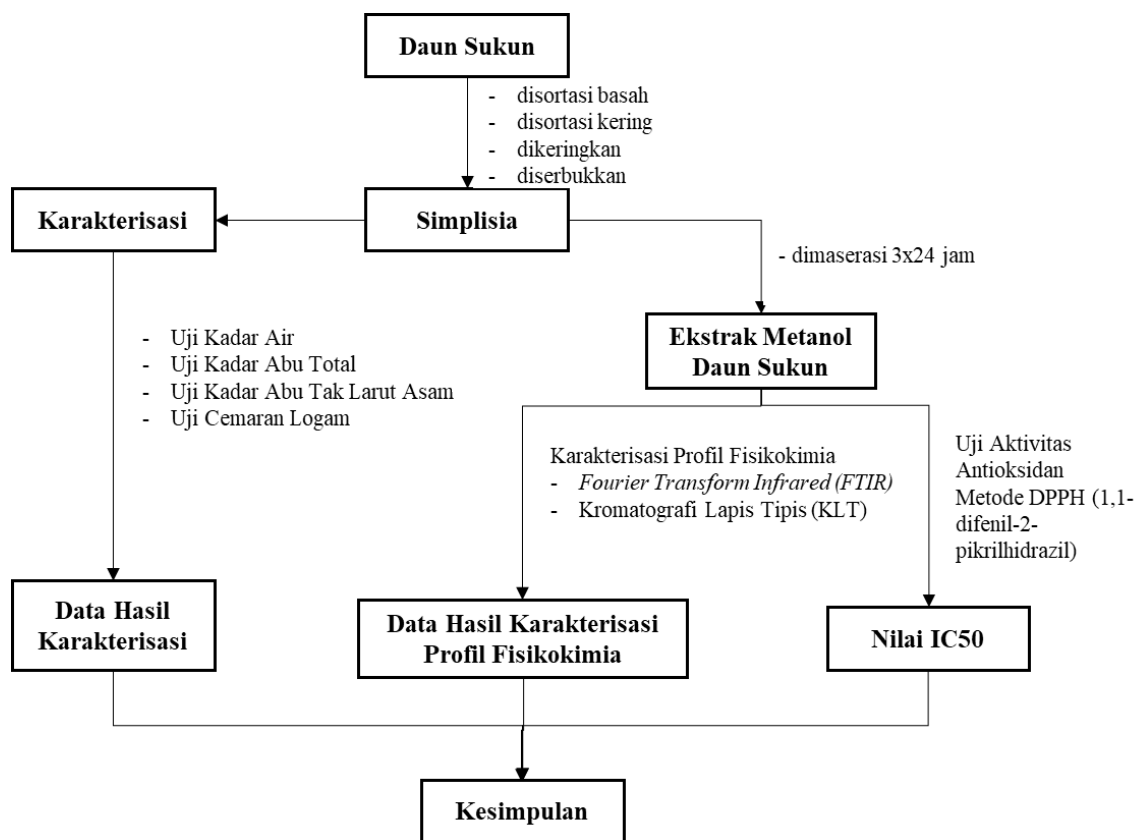 Daun Sukun
- disortasi basah
- disortasi kering
- dikeringkan
- diserbukkan
Karakterisasi
Simplisia
- dimaserasi 3x24 jam
- Uji Kadar Air
- Uji Kadar Abu Total
- Uji Kadar Abu Tak Larut Asam
- Uji Cemaran Logam
Ekstrak Metanol
Daun Sukun
Karakterisasi Profil Fisikokimia
- Fourier Transform Infrared (FTIR)
- Kromatografi Lapis Tipis (KLT)
Uji Aktivitas
Antioksidan
Metode DPPH (1,1-
difenil-2-
pikrilhidrazil)
Data Hasil
Karakterisasi
Data Hasil Karakterisasi
Profil Fisikokimia
Nilai IC50
Kesimpulan